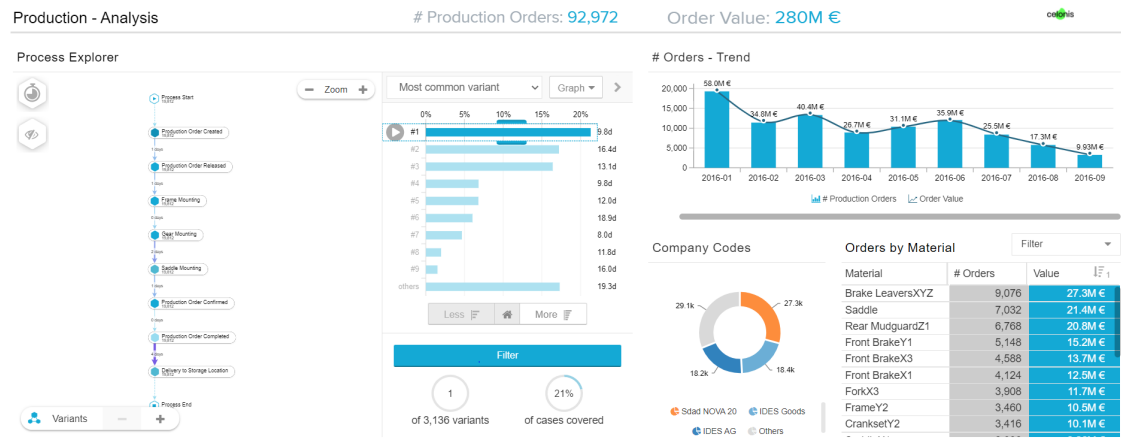 Production - Analysis
# Production Orders: 92,972
Order Value: 280M €
celonis
Process Explorer
Zoom
Process Start
Production Order Created
Production Order Released
Frame Mounting
Gear Mounting
Saddle Mounting
Production Order Confirmed
Production Order Completed
Delivery to Storage Location
Process End
Variants
Most common variant
Graph
0% 5% 10% 15% 20%
#1 9.8d
#2 16.4d
#3 13.1d
#4 9.8d
#5 12.0d
#6 18.9d
#7 8.0d
#8 11.8d
#9 16.0d
others 19.3d
Less
More
Filter
1
of 3,136 variants
21%
of cases covered
# Orders - Trend
20,000
15,000
10,000
5,000
0
58.0M €
34.8M €
40.4M €
26.7M €
31.1M €
35.9M €
25.5M €
17.3M €
9.93M €
2016-01 2016-02 2016-03 2016-04 2016-05 2016-06 2016-07 2016-08 2016-09
# Production Orders
Order Value
Company Codes
29.1k
27.3k
18.2k
18.4k
Sdad NOVA 20
IDES Goods
IDES AG
Others
Orders by Material
Filter
Material # Orders Value 1
Brake LeaversXYZ 9,076 27.3M €
Saddle 7,032 21.4M €
Rear MudguardZ1 6,768 20.8M €
Front BrakeY1 5,148 15.2M €
Front BrakeX3 4,588 13.7M €
Front BrakeX1 4,124 12.5M €
ForkX3 3,908 11.7M €
FrameY2 3,460 10.5M €
CranksetY2 3,416 10.1M €